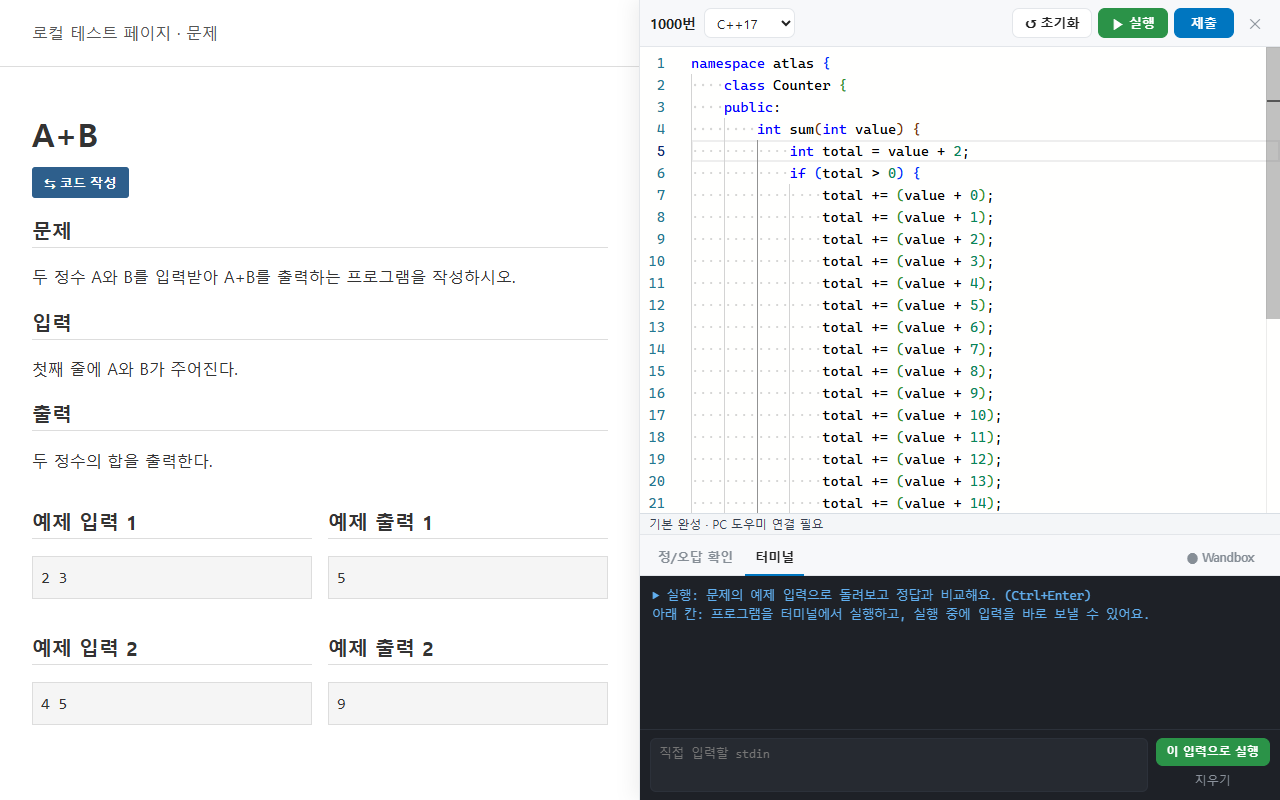 로컬 테스트 페이지 · 문제
A+B
⇆ 코드 작성
문제
두 정수 A와 B를 입력받아 A+B를 출력하는 프로그램을 작성하시오.
입력
첫째 줄에 A와 B가 주어진다.
출력
두 정수의 합을 출력한다.
예제 입력 1
2 3
예제 출력 1
5
예제 입력 2
4 5
예제 출력 2
9
1000번
C++17
↺ 초기화
▶ 실행
제출
×
1 namespace atlas {
2     class Counter {
3     public:
4         int sum(int value) {
5             int total = value + 2;
6             if (total > 0) {
7                 total += (value + 0);
8                 total += (value + 1);
9                 total += (value + 2);
10                 total += (value + 3);
11                 total += (value + 4);
12                 total += (value + 5);
13                 total += (value + 6);
14                 total += (value + 7);
15                 total += (value + 8);
16                 total += (value + 9);
17                 total += (value + 10);
18                 total += (value + 11);
19                 total += (value + 12);
20                 total += (value + 13);
21                 total += (value + 14);
기본 완성 · PC 도우미 연결 필요
정/오답 확인
터미널
● Wandbox
▶ 실행: 문제의 예제 입력으로 돌려보고 정답과 비교해요. (Ctrl+Enter)
아래 칸: 프로그램을 터미널에서 실행하고, 실행 중에 입력을 바로 보낼 수 있어요.
직접 입력할 stdin
이 입력으로 실행
지우기